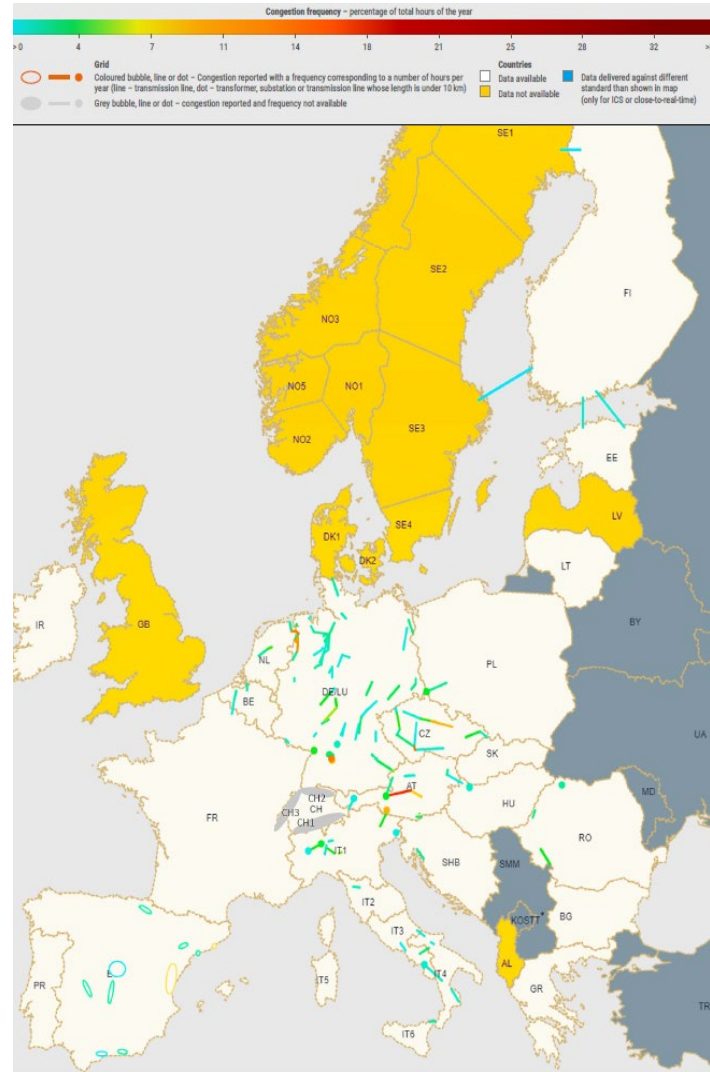 Congestion frequency – percentage of total hours of the year
> 0 4 7 11 14 18 21 25 28 32 >
Grid
Coloured bubble, line or dot – Congestion reported with a frequency corresponding to a number of hours per
year (line – transmission line, dot – transformer, substation or transmission line whose length is under 10 km)
Grey bubble, line or dot – congestion reported and frequency not available
Countries
Data available
Data not available
Data delivered against different
standard than shown in map
(only for ICS or close-to-real-time)
SE1
SE2
FI
NO3
NO5
NO1
NO2
SE3
EE
SE4
LV
DK1
DK2
LT
IR
GB
BY
NL
PL
DE/LU
BE
UA
CZ
SK
AT
MD
CH2
CH
CH3
CH1
HU
FR
RO
IT1
SHB
SMM
IT2
KOSTT*
BG
IT3
AL
PR
IT5
IT4
GR
TR
IT6